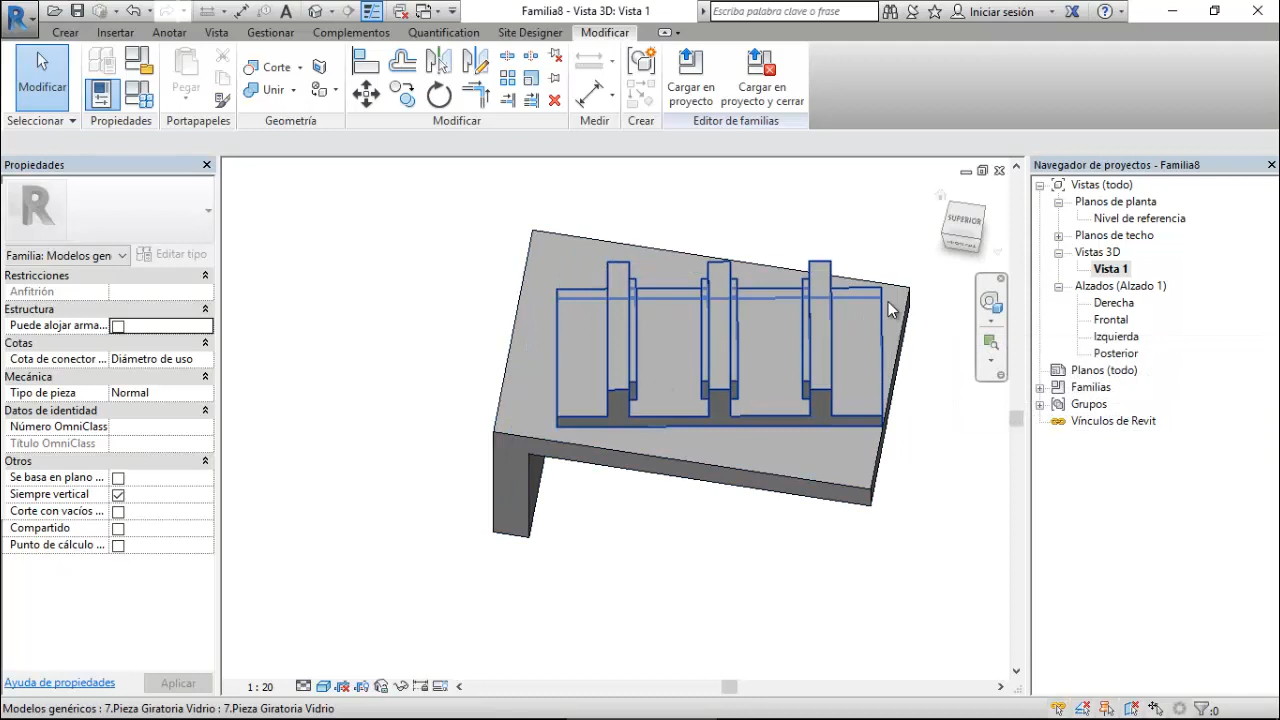 Familia8 - Vista 3D: Vista 1
Escriba palabra clave o frase
Iniciar sesión
Crear Insertar Anotar Vista Gestionar Complementos Quantification Site Designer Modificar
Modificar
Pegar
Corte
Unir
Cargar en proyecto
Cargar en proyecto y cerrar
Seleccionar Propiedades Portapapeles Geometría Modificar Medir Crear Editor de familias
Propiedades
Familia: Modelos gen
Editar tipo
Restricciones
Anfitrión
Estructura
Puede alojar arma...
Cotas
Cota de conector ... Diámetro de uso
Mecánica
Tipo de pieza Normal
Datos de identidad
Número OmniClass
Título OmniClass
Otros
Se basa en plano ...
Siempre vertical
Corte con vacíos ...
Compartido
Punto de cálculo ...
Ayuda de propiedades
Aplicar
SUPERIOR
1 : 20
Navegador de proyectos - Familia8
Vistas (todo)
Planos de planta
Nivel de referencia
Planos de techo
Vistas 3D
Vista 1
Alzados (Alzado 1)
Derecha
Frontal
Izquierda
Posterior
Planos (todo)
Familias
Grupos
Vínculos de Revit
Modelos genéricos : 7.Pieza Giratoria Vidrio : 7.Pieza Giratoria Vidrio
:0